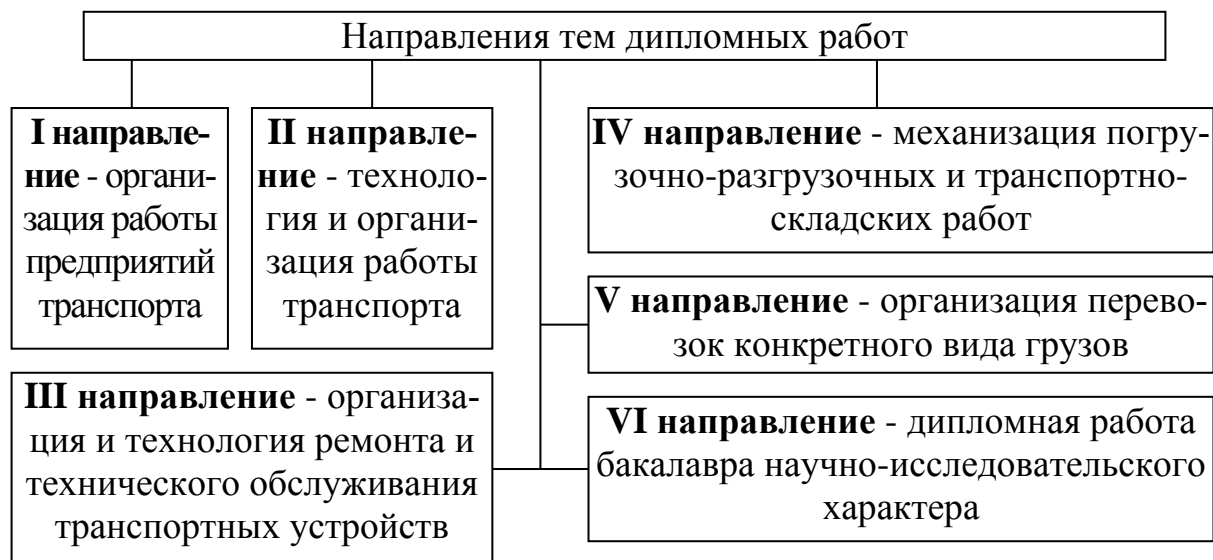 Направления тем дипломных работ
I направле-
ние - органи-
зация работы
предприятий
транспорта
II направле-
ние - техноло-
гия и органи-
зация работы
транспорта
III направление - организа-
ция и технология ремонта и
технического обслуживания
транспортных устройств
IV направление - механизация погру-
зочно-разгрузочных и транспортно-
складских работ
V направление - организация перево-
зок конкретного вида грузов
VI направление - дипломная работа
бакалавра научно-исследовательского
характера